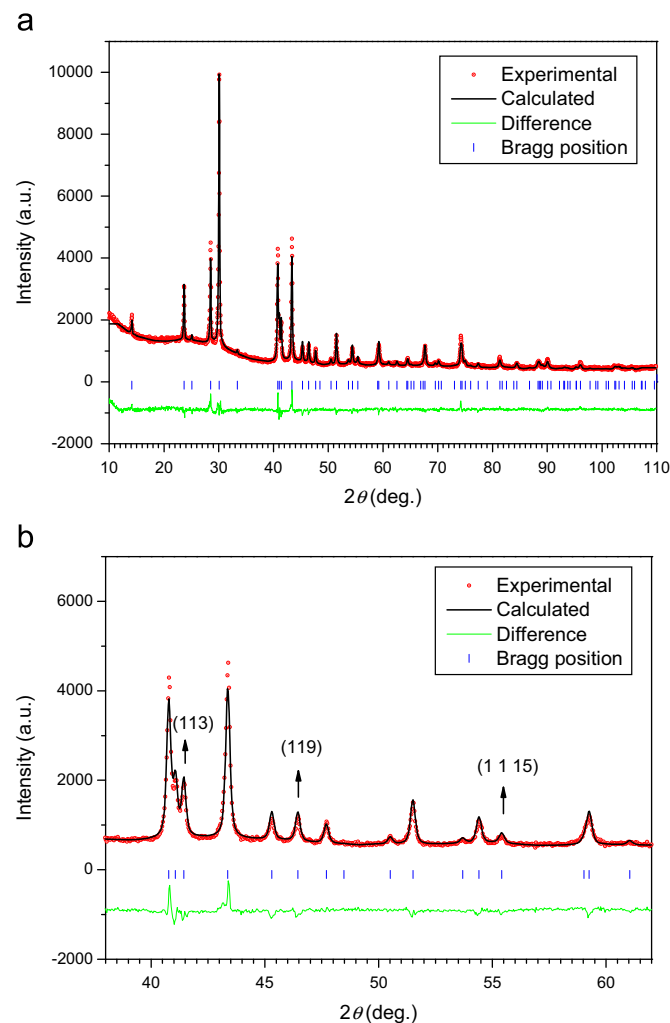 a
10000
8000
6000
4000
2000
0
-2000
Intensity (a.u.)
Experimental
Calculated
Difference
Bragg position
10 20 30 40 50 60 70 80 90 100 110
2θ (deg.)
b
6000
4000
2000
0
-2000
Intensity (a.u.)
Experimental
Calculated
Difference
Bragg position
(113)
(119)
(1 1 15)
40 45 50 55 60
2θ (deg.)